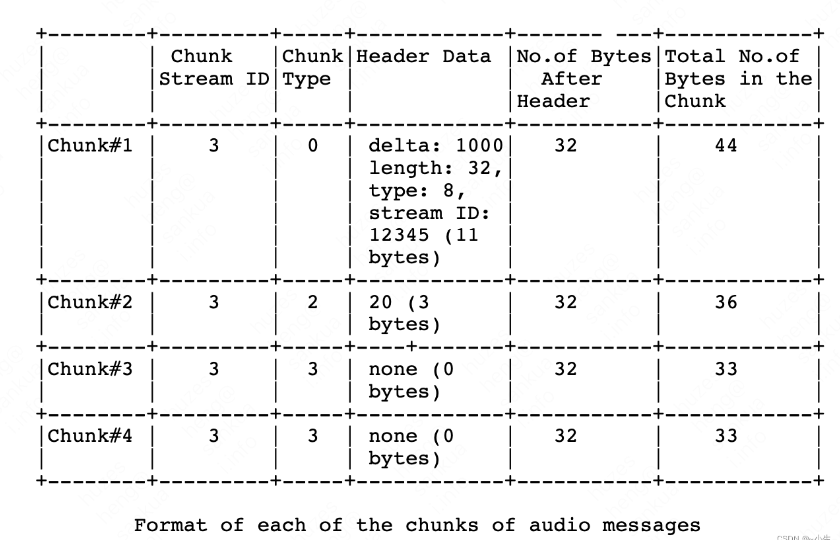 +--------+---------+-----+------------+------- ---+------------+
|        |  Chunk  |Chunk|Header Data |No.of Bytes|Total No.of |
|        |Stream ID|Type |            |  After    |Bytes in the|
|        |         |     |            |Header     |Chunk       |
+--------+---------+-----+------------+-----------+------------+
|Chunk#1 |    3    |  0  | delta: 1000|   32      |    44      |
|        |         |     | length: 32,|           |            |
|        |         |     | type: 8,   |           |            |
|        |         |     | stream ID: |           |            |
|        |         |     | 12345 (11  |           |            |
|        |         |     | bytes)     |           |            |
+--------+---------+-----+------------+-----------+------------+
|Chunk#2 |    3    |  2  | 20 (3      |   32      |    36      |
|        |         |     | bytes)     |           |            |
+--------+---------+-----+----+-------+-----------+------------+
|Chunk#3 |    3    |  3  | none (0    |   32      |    33      |
|        |         |     | bytes)     |           |            |
+--------+---------+-----+------------+-----------+------------+
|Chunk#4 |    3    |  3  | none (0    |   32      |    33      |
|        |         |     | bytes)     |           |            |
+--------+---------+-----+------------+-----------+------------+
Format of each of the chunks of audio messages